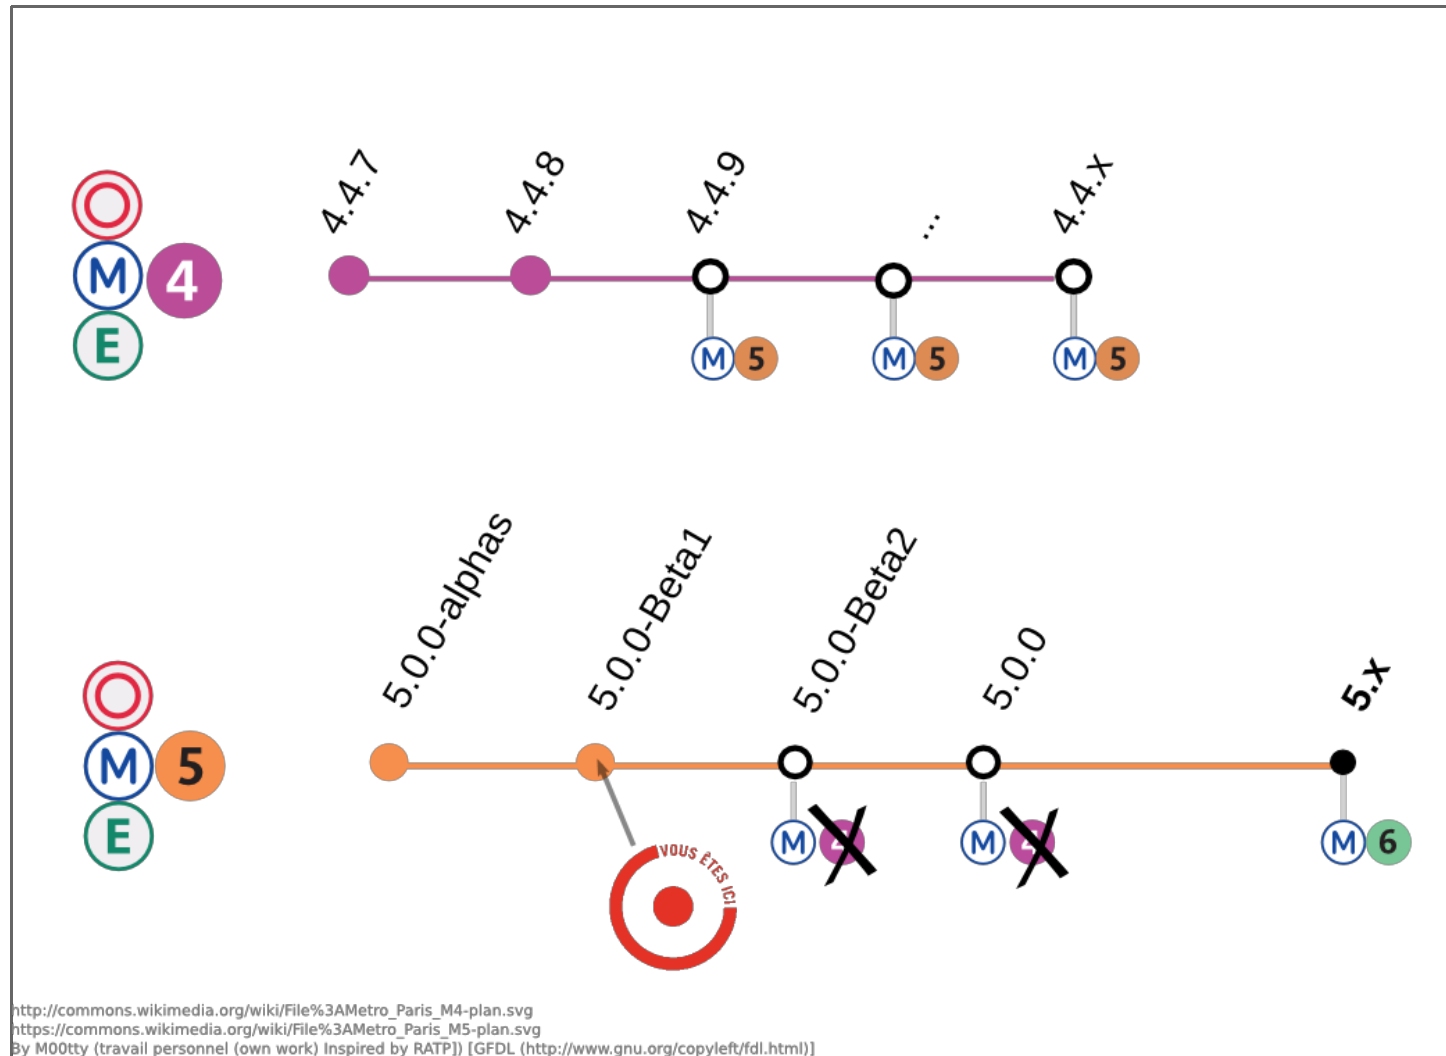 4.4.7
4.4.8
4.4.9
...
4.4.x
M
4
E
M 5
M 5
M 5
5.0.0-alphas
5.0.0-Beta1
5.0.0-Beta2
5.0.0
5.x
M
5
E
M 4
M 4
M 6
VOUS ÊTES ICI
http://commons.wikimedia.org/wiki/File%3AMetro_Paris_M4-plan.svg
https://commons.wikimedia.org/wiki/File%3AMetro_Paris_M5-plan.svg
By M00tty (travail personnel (own work) Inspired by RATP]) [GFDL (http://www.gnu.org/copyleft/fdl.html)]